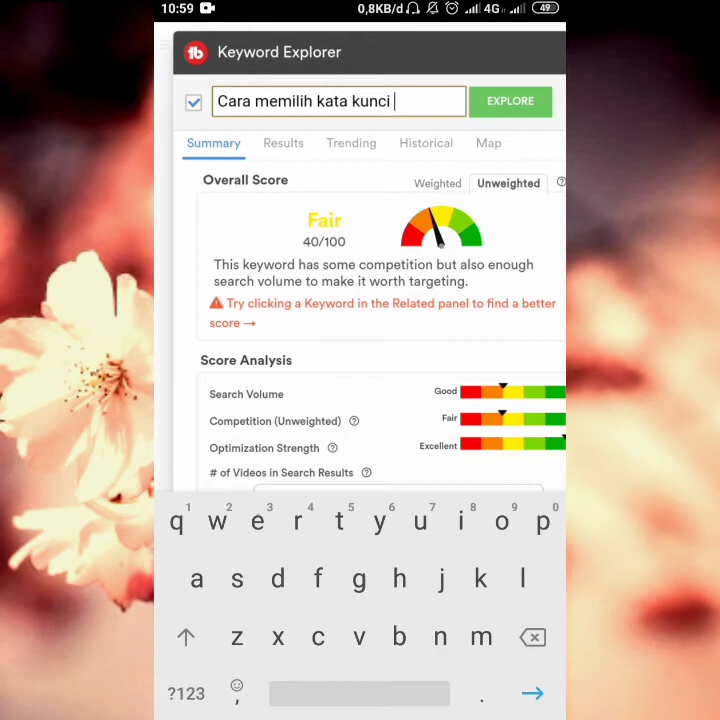 10:59 0,8KB/d 4G 49
tb Keyword Explorer
Cara memilih kata kunci EXPLORE
Summary Results Trending Historical Map
Overall Score Weighted Unweighted ?
Fair
40/100
This keyword has some competition but also enough
search volume to make it worth targeting.
Try clicking a Keyword in the Related panel to find a better
score →
Score Analysis
Search Volume Good
Competition (Unweighted) ? Fair
Optimization Strength ? Excellent
# of Videos in Search Results ?
1 2 3 4 5 6 7 8 9 0
q w e r t y u i o p
a s d f g h j k l
z x c v b n m
?123 , .